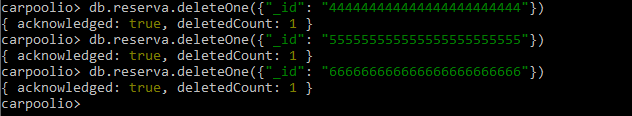 carpoolio> db.reserva.deleteOne({"_id": "444444444444444444444444"})
{ acknowledged: true, deletedCount: 1 }
carpoolio> db.reserva.deleteOne({"_id": "555555555555555555555555"})
{ acknowledged: true, deletedCount: 1 }
carpoolio> db.reserva.deleteOne({"_id": "666666666666666666666666"})
{ acknowledged: true, deletedCount: 1 }
carpoolio>